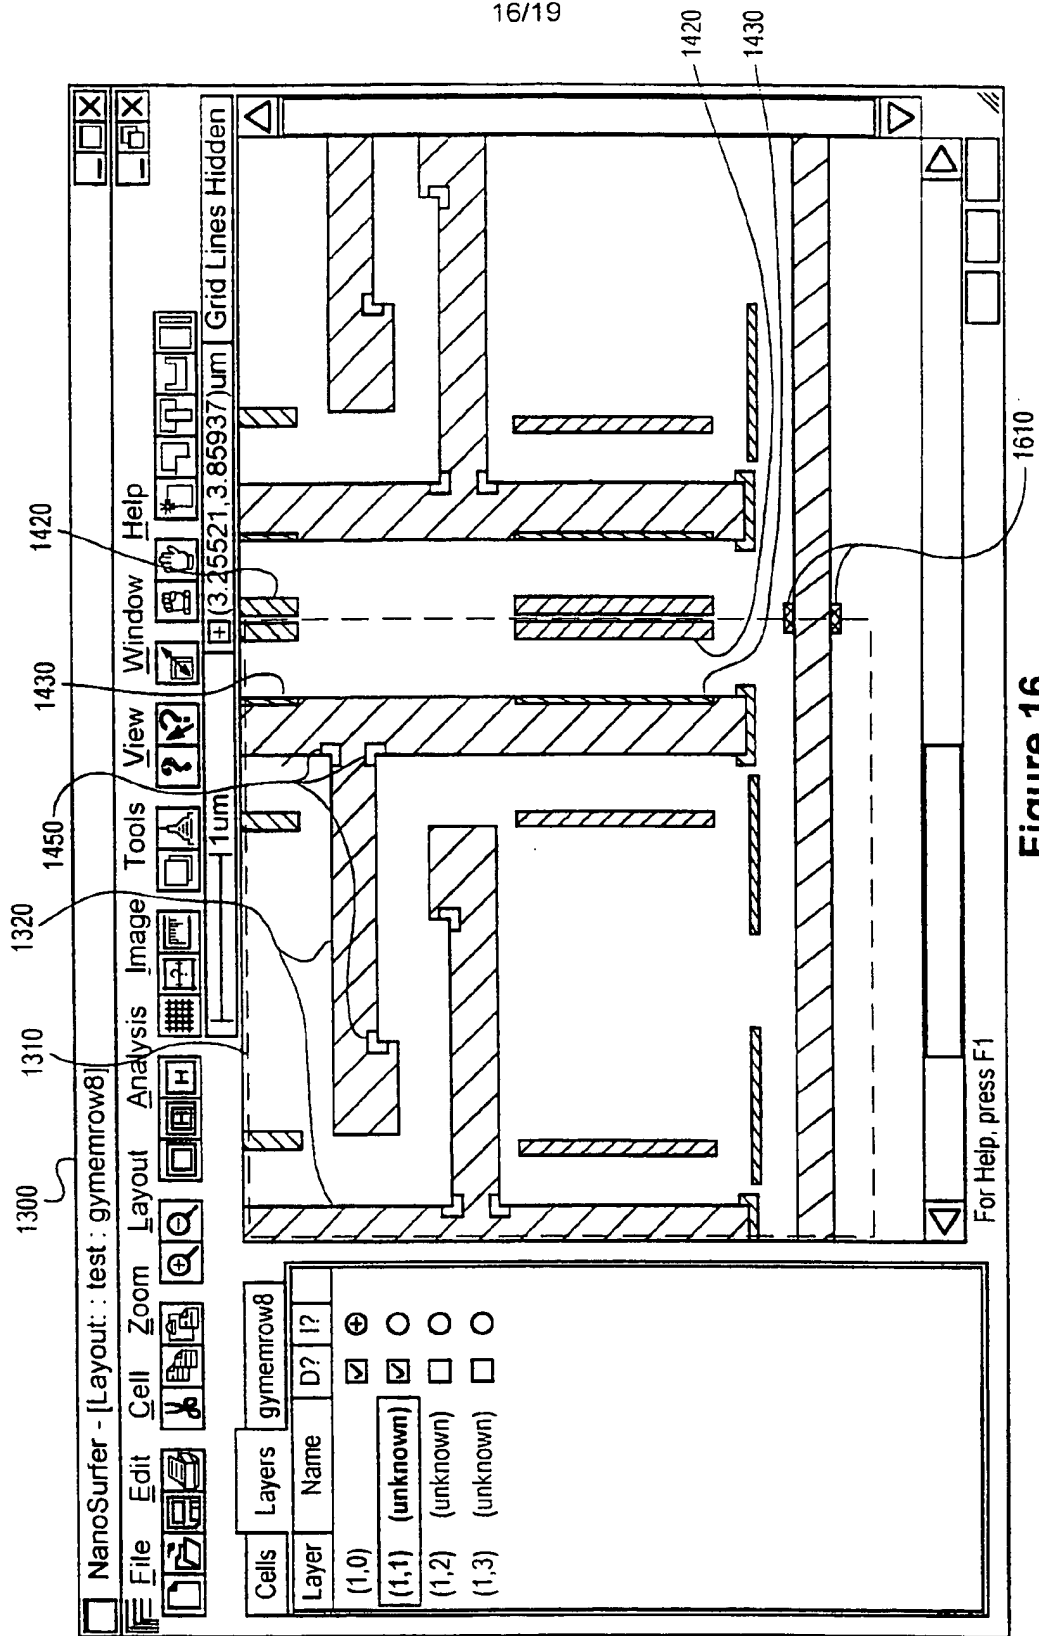 16/19
NanoSurfer - [Layout: : test : gymemrow8]
File Edit Cell Zoom Layout Analysis Image Tools View Window Help
H H ? ? ?
1um
(3.25521,3.85937)um
Grid Lines Hidden
Cells Layers gymemrow8
Layer Name D? I?
(1,0)
(1,1) (unknown)
(1,2) (unknown)
(1,3) (unknown)
For Help, press F1
1300
1310
1320
1450
1430
1420
1420
1430
1610
Figure 16